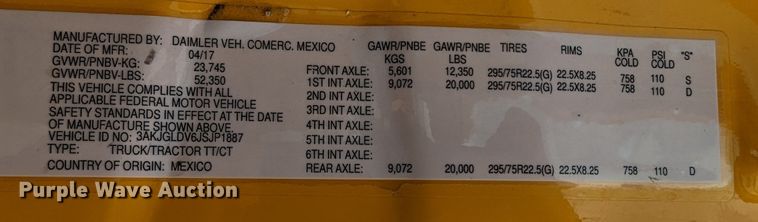 MANUFACTURED BY: DAIMLER VEH. COMERC. MEXICO
DATE OF MFR: 04/17
GVWR/PNBV-KG: 23,745
GVWR/PNBV-LBS: 52,350
THIS VEHICLE COMPLIES WITH ALL
APPLICABLE FEDERAL MOTOR VEHICLE
SAFETY STANDARDS IN EFFECT AT THE DATE
OF MANUFACTURE SHOWN ABOVE.
VEHICLE ID NO: 3AKJGLDV6JSJP1887
TYPE: TRUCK/TRACTOR TT/CT
COUNTRY OF ORIGIN: MEXICO
GAWR/PNBE GAWR/PNBE TIRES RIMS KPA PSI "S"
KGS LBS COLD COLD
FRONT AXLE: 5,601 12,350 295/75R22.5(G) 22.5X8.25 758 110 S
1ST INT AXLE: 9,072 20,000 295/75R22.5(G) 22.5X8.25 758 110 D
2ND INT AXLE:
3RD INT AXLE:
4TH INT AXLE:
5TH INT AXLE:
6TH INT AXLE:
REAR AXLE: 9,072 20,000 295/75R22.5(G) 22.5X8.25 758 110 D
Purple Wave Auction